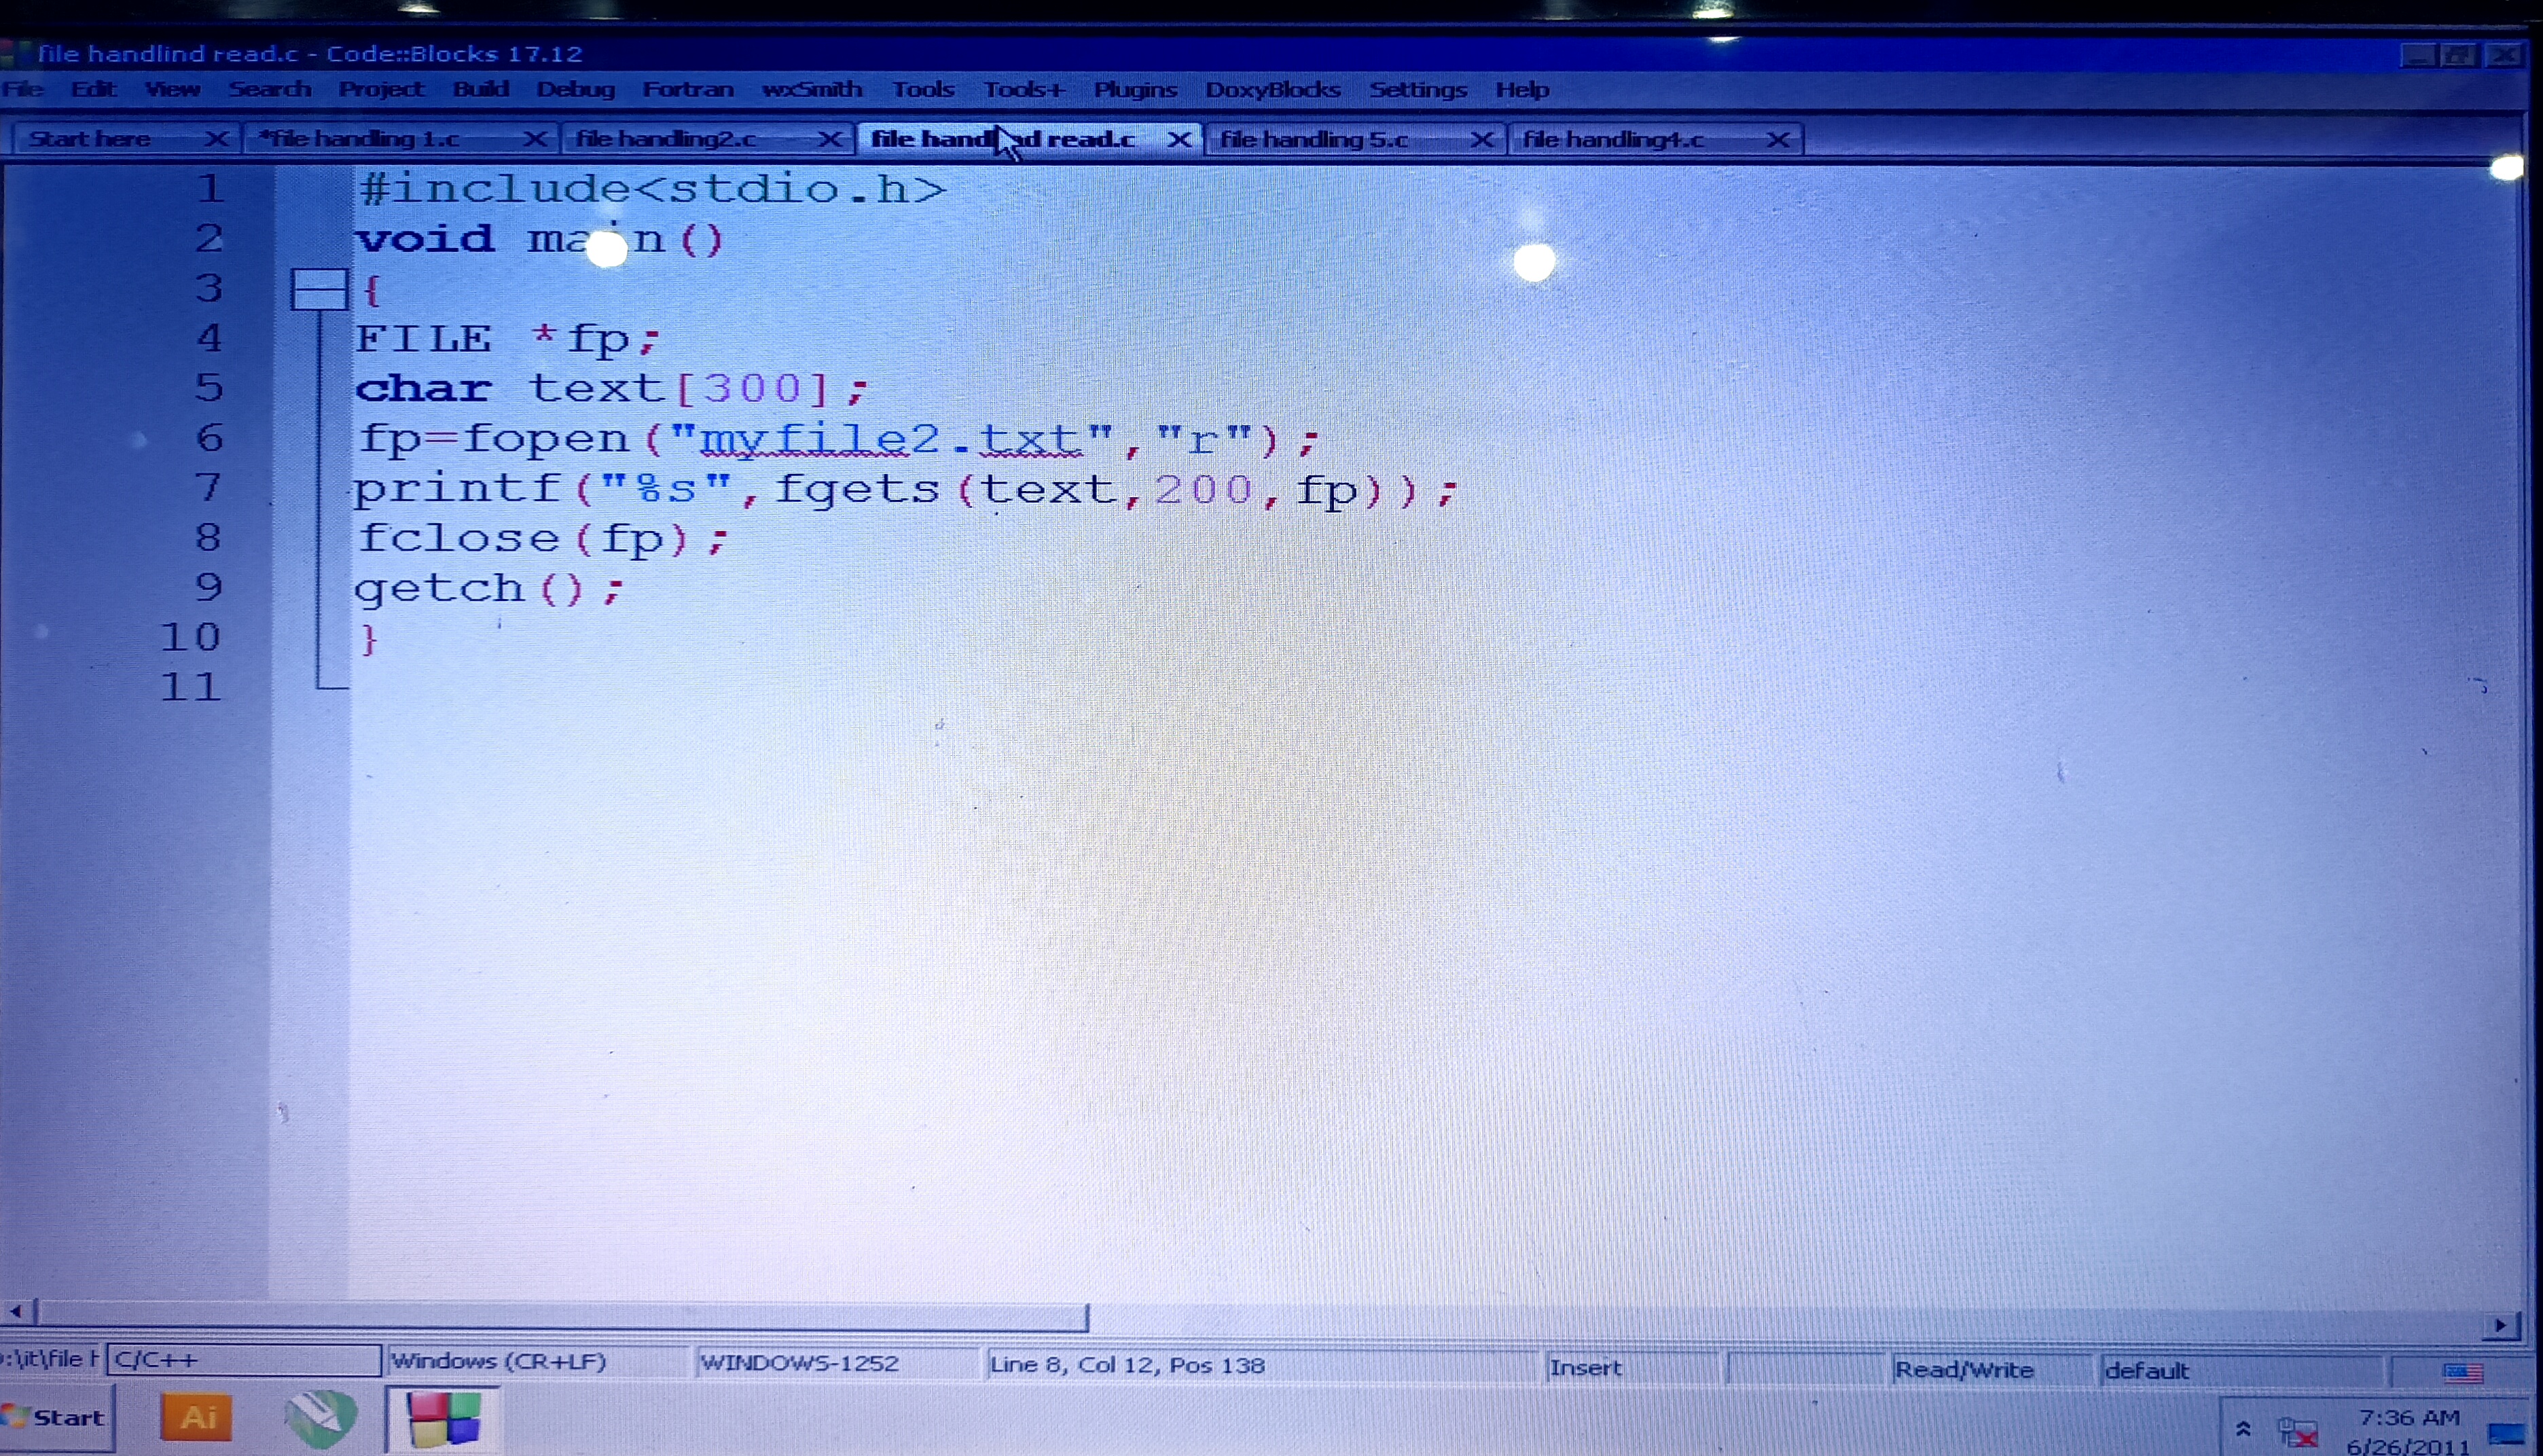 file handlind read.c - Code::Blocks 17.12
File Edit View Search Project Build Debug Fortran wxSmith Tools Tools+ Plugins DoxyBlocks Settings Help
Start here *file handling 1.c file handling2.c file handlind read.c file handling 5.c file handling4.c
1 #include<stdio.h>
2 void main()
3 {
4 FILE *fp;
5 char text[300];
6 fp=fopen("myfile2.txt","r");
7 printf("%s",fgets(text,200,fp));
8 fclose(fp);
9 getch();
10 }
11
:\it\file h C/C++ Windows (CR+LF) WINDOWS-1252 Line 8, Col 12, Pos 138 Insert Read/Write default
Start Ai 7:36 AM
6/26/2011